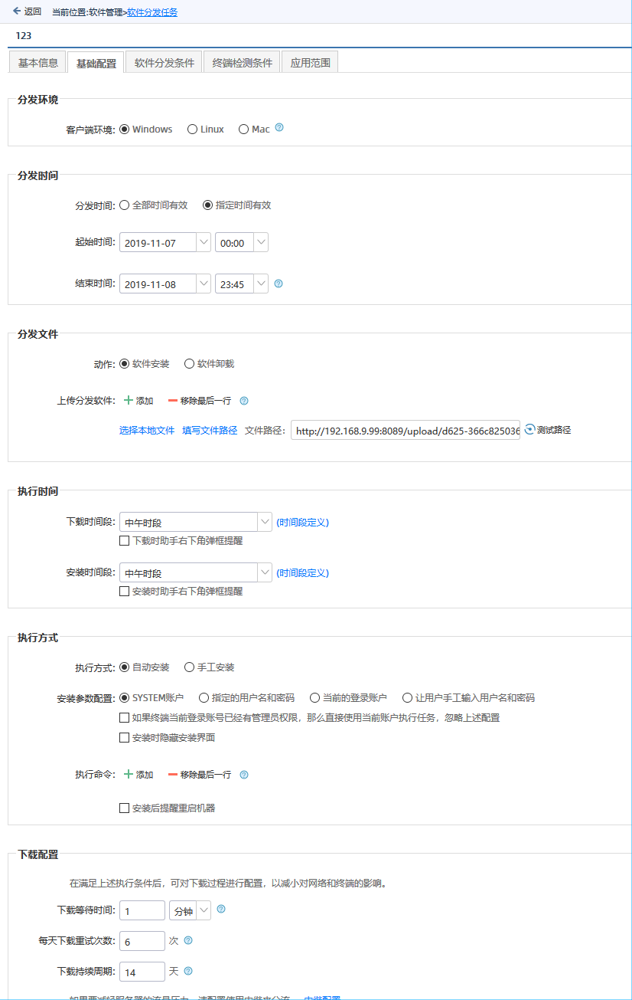 返回 当前位置:软件管理>软件分发任务
123
基本信息 基础配置 软件分发条件 终端检测条件 应用范围
分发环境
客户端环境: Windows Linux Mac
分发时间
分发时间: 全部时间有效 指定时间有效
起始时间: 2019-11-07 00:00
结束时间: 2019-11-08 23:45
分发文件
动作: 软件安装 软件卸载
上传分发软件: 添加 移除最后一行
选择本地文件 填写文件路径 文件路径: http://192.168.9.99:8089/upload/d625-366c825036 测试路径
执行时间
下载时间段: 中午时段 (时间段定义)
下载时助手右下角弹框提醒
安装时间段: 中午时段 (时间段定义)
安装时助手右下角弹框提醒
执行方式
执行方式: 自动安装 手工安装
安装参数配置: SYSTEM账户 指定的用户名和密码 当前的登录账户 让用户手工输入用户名和密码
如果终端当前登录账号已经有管理员权限，那么直接使用当前账户执行任务，忽略上述配置
安装时隐藏安装界面
执行命令: 添加 移除最后一行
安装后提醒重启机器
下载配置
在满足上述执行条件后，可对下载过程进行配置，以减小对网络和终端的影响。
下载等待时间: 1 分钟
每天下载重试次数: 6 次
下载持续周期: 14 天